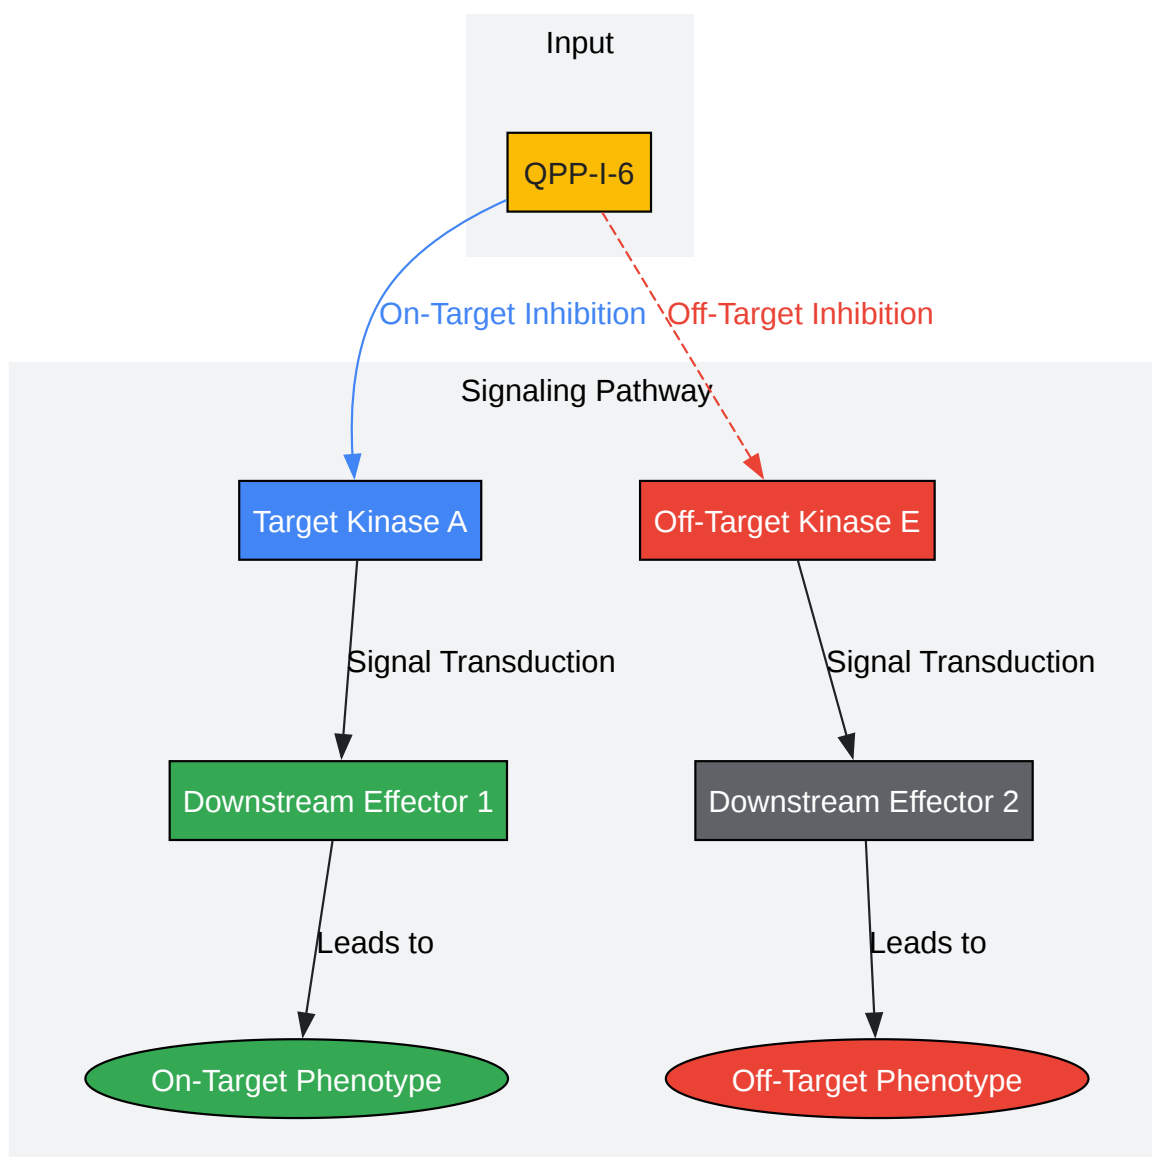 Input
QPP-I-6
On-Target Inhibition
Off-Target Inhibition
Signaling Pathway
Target Kinase A
Off-Target Kinase E
Signal Transduction
Signal Transduction
Downstream Effector 1
Downstream Effector 2
Leads to
Leads to
On-Target Phenotype
Off-Target Phenotype